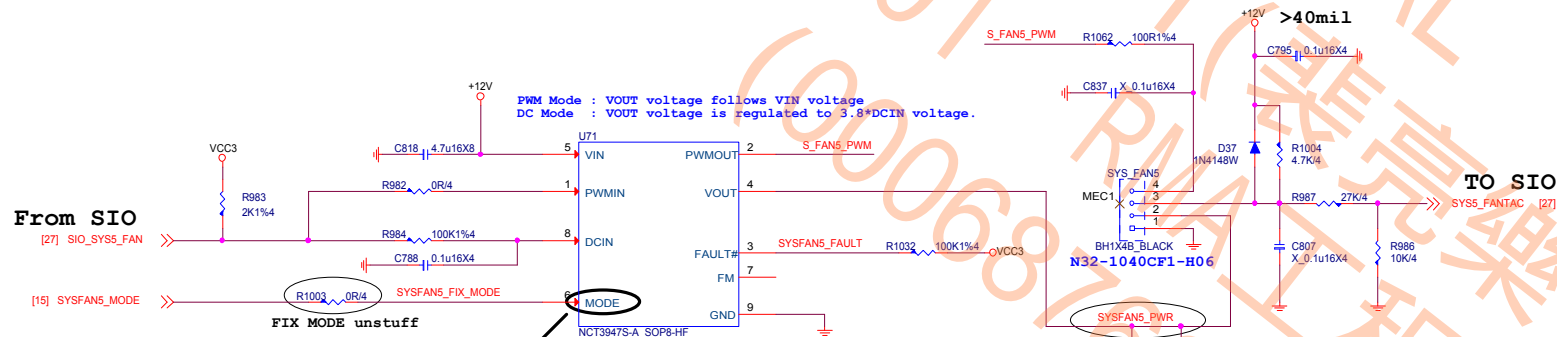 +12V
>40mil
S_FAN5_PWM
R1062
100R1%4
C795
0.1u16X4
C837
X_0.1u16X4
+12V
PWM Mode : VOUT voltage follows VIN voltage
DC Mode : VOUT voltage is regulated to 3.8*DCIN voltage.
U71
VCC3
C818
4.7u16X8
5
VIN
PWMOUT
2
S_FAN5_PWM
D37
1N4148W
R1004
4.7K/4
R983
2K1%4
R982
0R/4
1
PWMIN
VOUT
4
SYS_FAN5
MEC1
4
3
2
1
R987
27K/4
TO SIO
SYS5_FANTAC [27]
From SIO
[27] SIO_SYS5_FAN
R984
100K1%4
8
DCIN
FAULT#
3
SYSFAN5_FAULT
R1032
100K1%4
VCC3
BH1X4B_BLACK
N32-1040CF1-H06
C807
X_0.1u16X4
R986
10K/4
C788
0.1u16X4
FM
7
[15] SYSFAN5_MODE
R1003
0R/4
SYSFAN5_FIX_MODE
6
MODE
GND
9
SYSFAN5_PWR
FIX MODE unstuff
NCT3947S-A_SOP8-HF